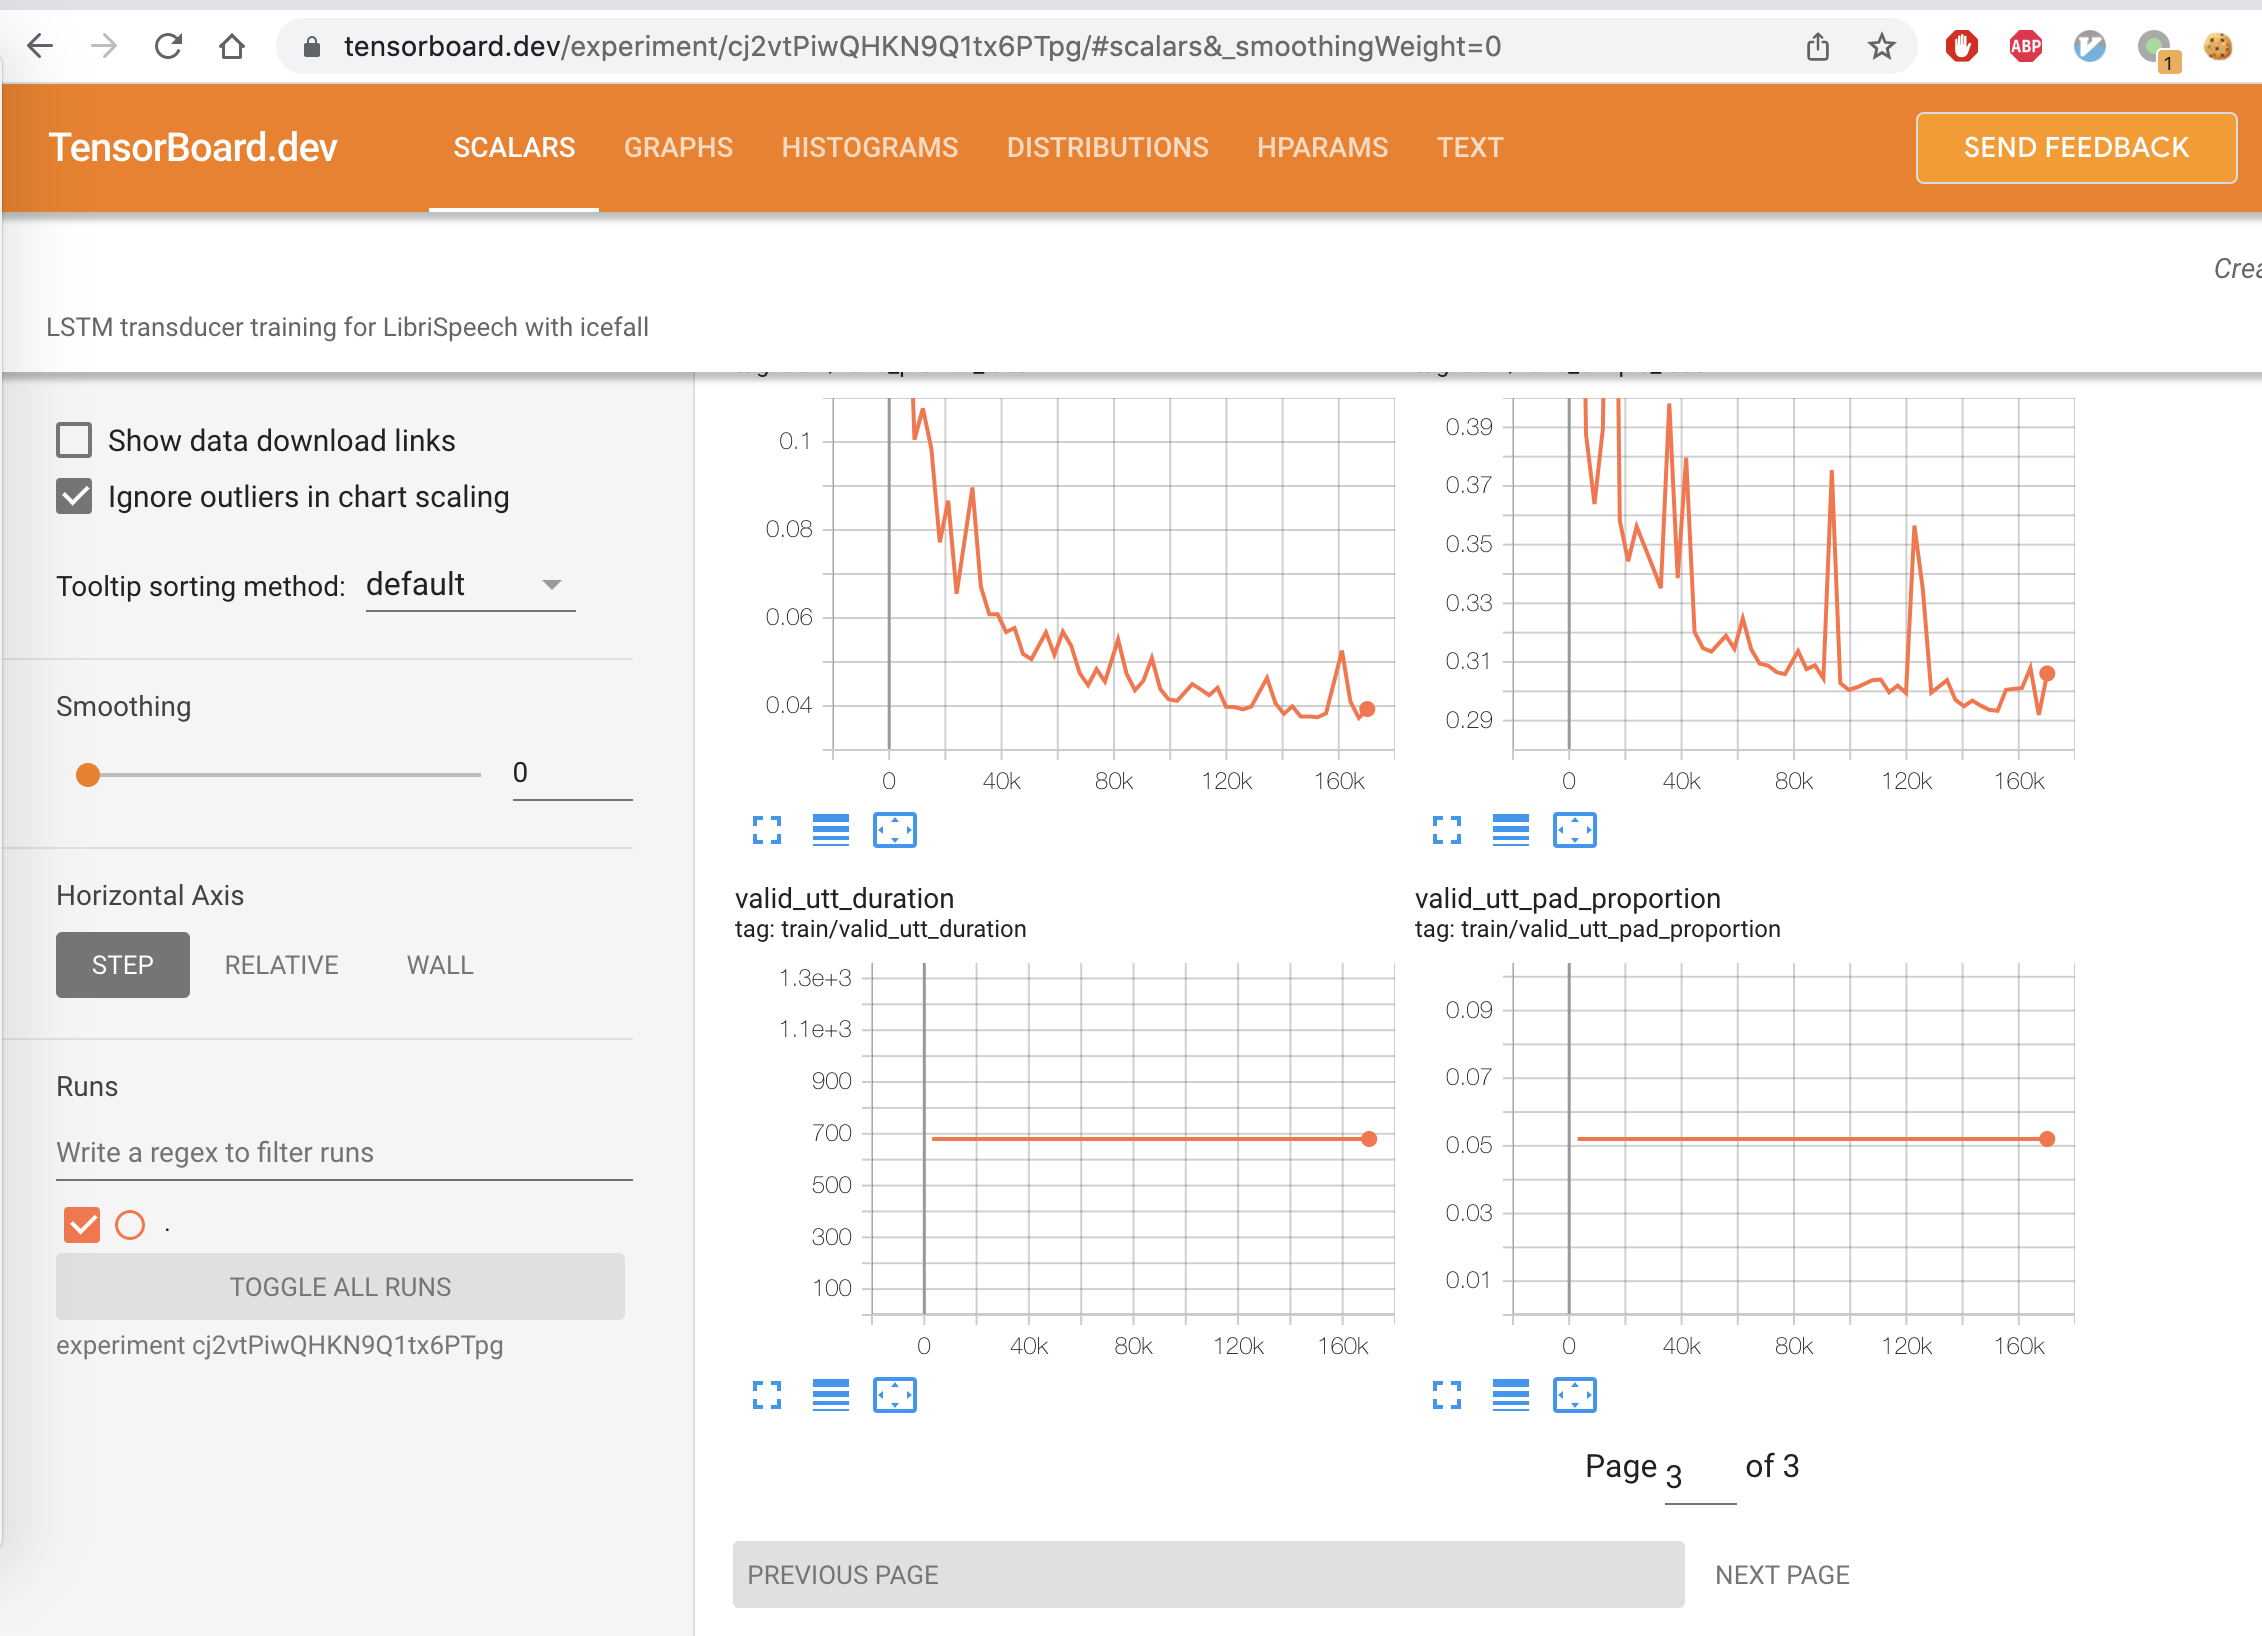 tensorboard.dev/experiment/cj2vtPiwQHKN9Q1tx6PTpg/#scalars&_smoothingWeight=0
ABP
1
TensorBoard.dev
SCALARS
GRAPHS
HISTOGRAMS
DISTRIBUTIONS
HPARAMS
TEXT
SEND FEEDBACK
LSTM transducer training for LibriSpeech with icefall
Show data download links
Ignore outliers in chart scaling
Tooltip sorting method: default
Smoothing
0
Horizontal Axis
STEP
RELATIVE
WALL
Runs
Write a regex to filter runs
.
TOGGLE ALL RUNS
experiment cj2vtPiwQHKN9Q1tx6PTpg
0.1
0.08
0.06
0.04
0 40k 80k 120k 160k
0.39
0.37
0.35
0.33
0.31
0.29
0 40k 80k 120k 160k
valid_utt_duration
tag: train/valid_utt_duration
1.3e+3
1.1e+3
900
700
500
300
100
0 40k 80k 120k 160k
valid_utt_pad_proportion
tag: train/valid_utt_pad_proportion
0.09
0.07
0.05
0.03
0.01
0 40k 80k 120k 160k
Page 3 of 3
PREVIOUS PAGE
NEXT PAGE